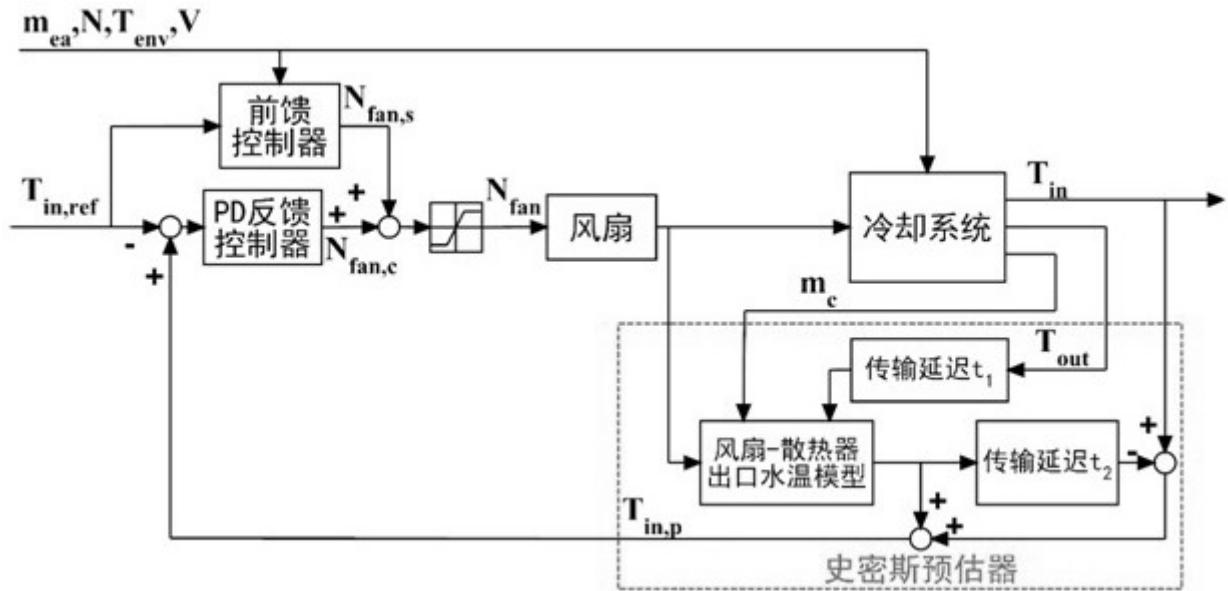 m_ea,N,T_env,V
前馈
控制器
N_fan,s
T_in,ref
PD反馈
控制器
N_fan,c
N_fan
风扇
冷却系统
T_in
m_c
T_out
传输延迟t_1
风扇-散热器
出口水温模型
传输延迟t_2
T_in,p
史密斯预估器
+
+
-
+
+
-
+
+